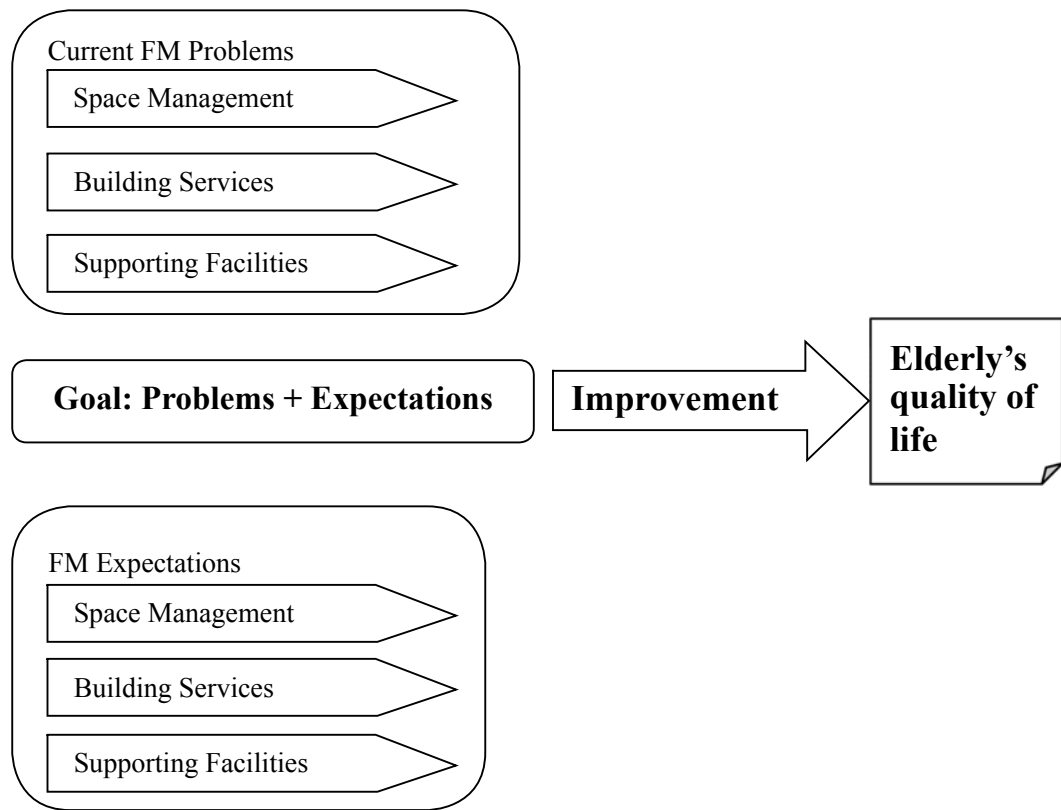 Current FM Problems
Space Management
Building Services
Supporting Facilities
Goal: Problems + Expectations
Improvement
Elderly’s
quality of
life
FM Expectations
Space Management
Building Services
Supporting Facilities